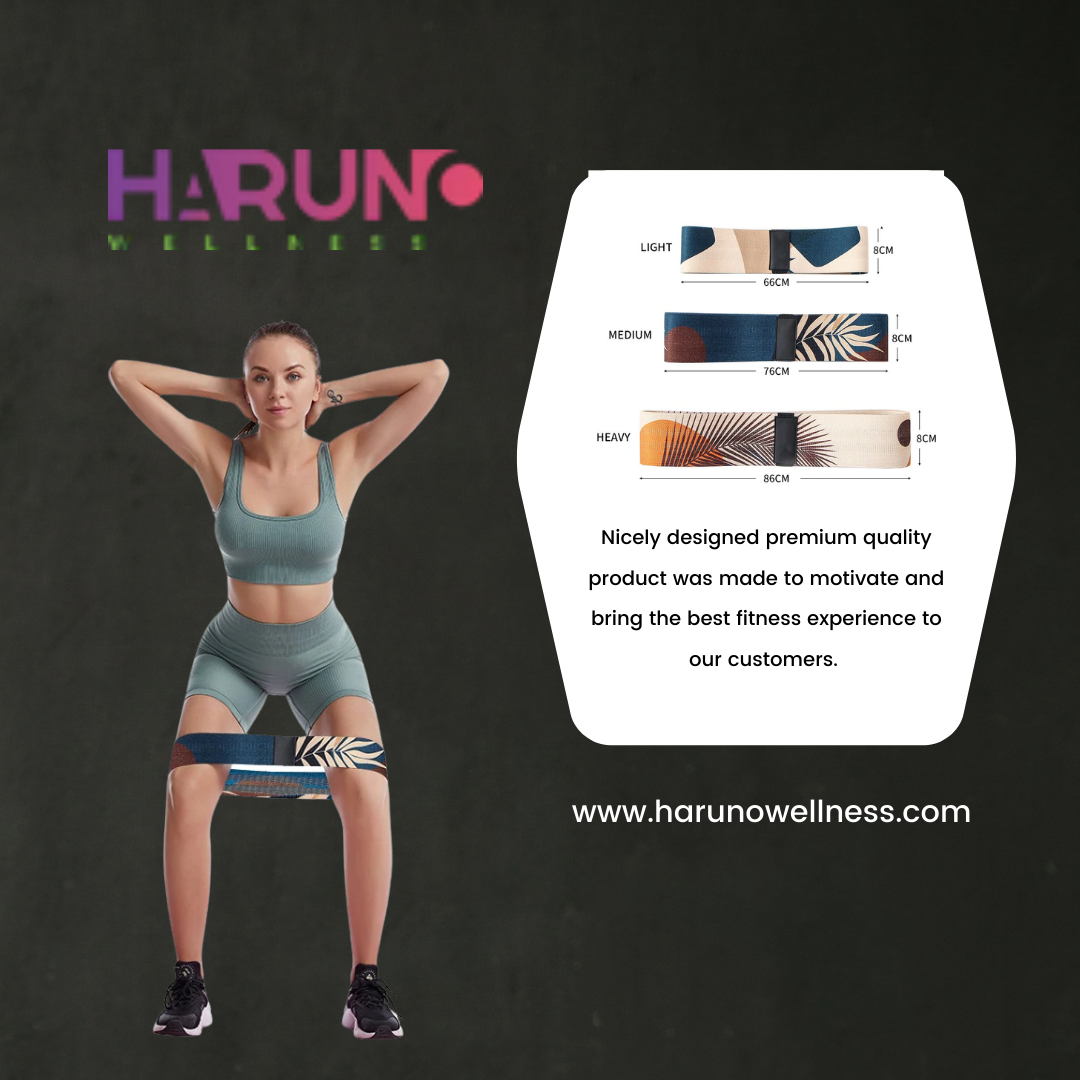 HARUNO
WELLNESS
LIGHT
8CM
66CM
MEDIUM
8CM
76CM
HEAVY
8CM
86CM
Nicely designed premium quality
product was made to motivate and
bring the best fitness experience to
our customers.
www.harunowellness.com